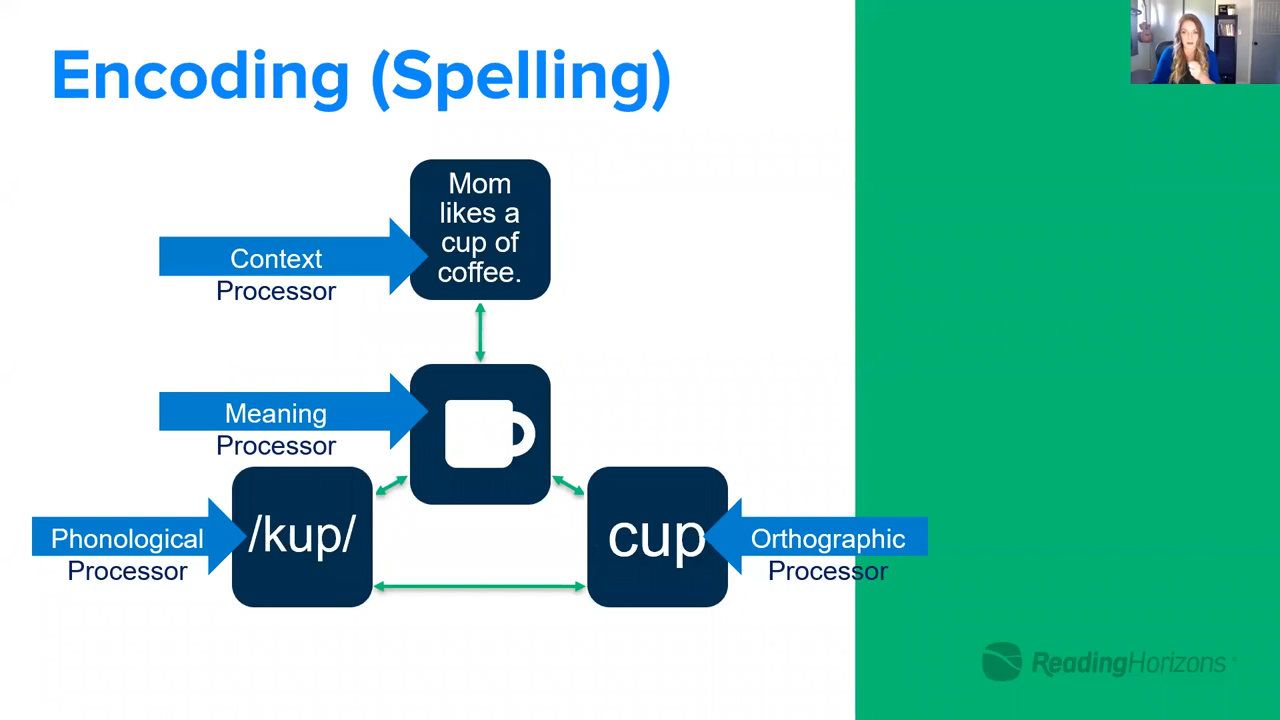 Encoding (Spelling)
Mom
likes a
cup of
coffee.
Context
Processor
Meaning
Processor
Phonological
Processor
/kup/
cup
Orthographic
Processor
ReadingHorizons